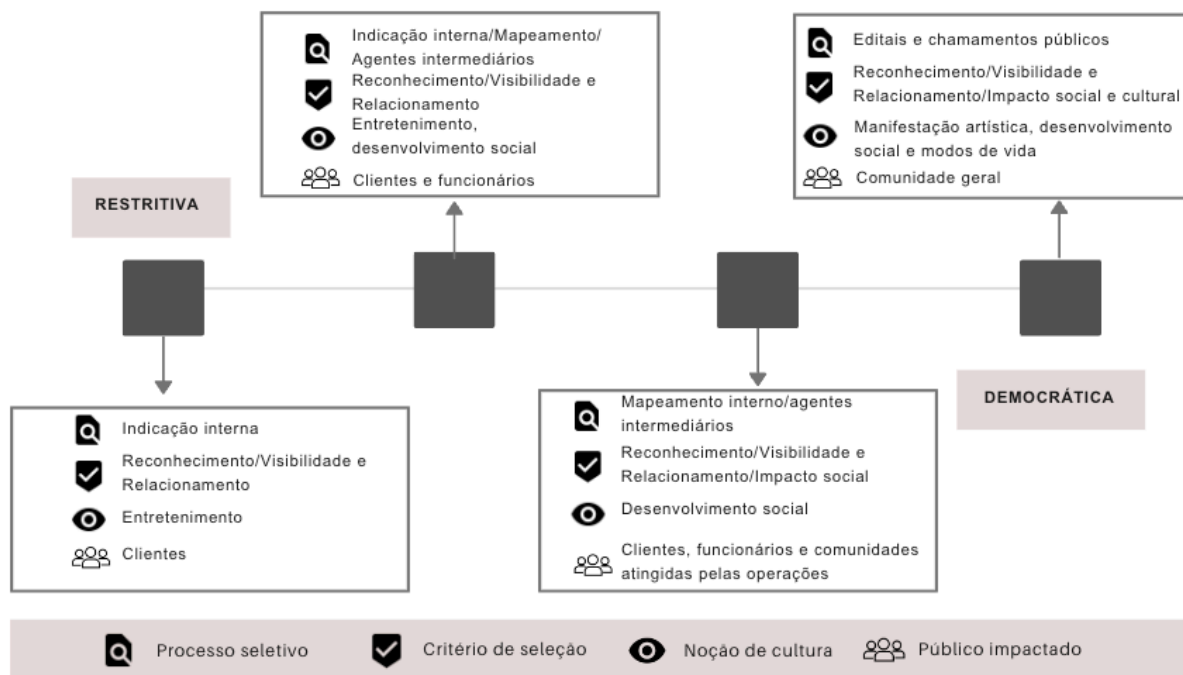 Indicação interna/Mapeamento/
Agentes intermediários
Reconhecimento/Visibilidade e
Relacionamento
Entretenimento,
desenvolvimento social
Clientes e funcionários
Editais e chamamentos públicos
Reconhecimento/Visibilidade e
Relacionamento/Impacto social e cultural
Manifestação artística, desenvolvimento
social e modos de vida
Comunidade geral
RESTRITIVA
DEMOCRÁTICA
Indicação interna
Reconhecimento/Visibilidade e
Relacionamento
Entretenimento
Clientes
Mapeamento interno/agentes
intermediários
Reconhecimento/Visibilidade e
Relacionamento/Impacto social
Desenvolvimento social
Clientes, funcionários e comunidades
atingidas pelas operações
Processo seletivo
Critério de seleção
Noção de cultura
Público impactado